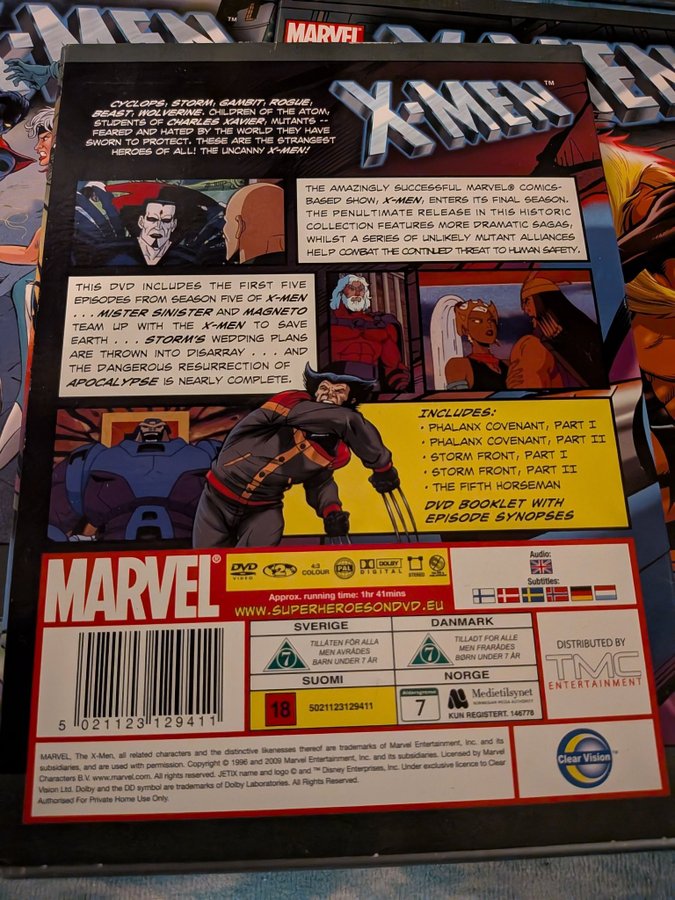 X-MEN
™
MARVEL
X-MEN
CYCLOPS, STORM, GAMBIT, ROGUE,
BEAST, WOLVERINE. CHILDREN OF THE ATOM,
STUDENTS OF CHARLES XAVIER, MUTANTS --
FEARED AND HATED BY THE WORLD THEY HAVE
SWORN TO PROTECT. THESE ARE THE STRANGEST
HEROES OF ALL! THE UNCANNY X-MEN!
X-MEN™
THE AMAZINGLY SUCCESSFUL MARVEL® COMICS-
BASED SHOW, X-MEN, ENTERS ITS FINAL SEASON.
THE PENULTIMATE RELEASE IN THIS HISTORIC
COLLECTION FEATURES MORE DRAMATIC SAGAS,
WHILST A SERIES OF UNLIKELY MUTANT ALLIANCES
HELP COMBAT THE CONTINUED THREAT TO HUMAN SAFETY.
THIS DVD INCLUDES THE FIRST FIVE
EPISODES FROM SEASON FIVE OF X-MEN
. . . MISTER SINISTER AND MAGNETO
TEAM UP WITH THE X-MEN TO SAVE
EARTH . . . STORM'S WEDDING PLANS
ARE THROWN INTO DISARRAY . . . AND
THE DANGEROUS RESURRECTION OF
APOCALYPSE IS NEARLY COMPLETE.
INCLUDES:
• PHALANX COVENANT, PART I
• PHALANX COVENANT, PART II
• STORM FRONT, PART I
• STORM FRONT, PART II
• THE FIFTH HORSEMAN
DVD BOOKLET WITH
EPISODE SYNOPSES
MARVEL®
DVD VIDEO
4:3 COLOUR
PAL
DOLBY DIGITAL
STEREO
Approx. running time: 1hr 41mins
WWW.SUPERHEROESONDVD.EU
Audio:
Subtitles:
SVERIGE
7
TILLÅTEN FÖR ALLA
MEN AVRÅDES
BARN UNDER 7 ÅR
DANMARK
7
TILLADT FOR ALLE
MEN FRARÅDES
BØRN UNDER 7 ÅR
SUOMI
18
5021123129411
NORGE
Aldersgrense
7
Medietilsynet
NORWEGIAN MEDIA AUTHORITY
KUN REGISTERT. 146778
DISTRIBUTED BY
TMC
ENTERTAINMENT
5 021123 129411
MARVEL, The X-Men, all related characters and the distinctive likenesses thereof are trademarks of Marvel Entertainment, Inc. and its
subsidiaries, and are used with permission. Copyright © 1996 and 2009 Marvel Entertainment, Inc. and its subsidiaries. Licensed by Marvel
Characters B.V. www.marvel.com. All rights reserved. JETIX name and logo © and ™ Disney Enterprises, Inc. Under exclusive licence to Clear
Vision Ltd. Dolby and the DD symbol are trademarks of Dolby Laboratories. All Rights Reserved.
Authorised For Private Home Use Only.
Clear Vision™